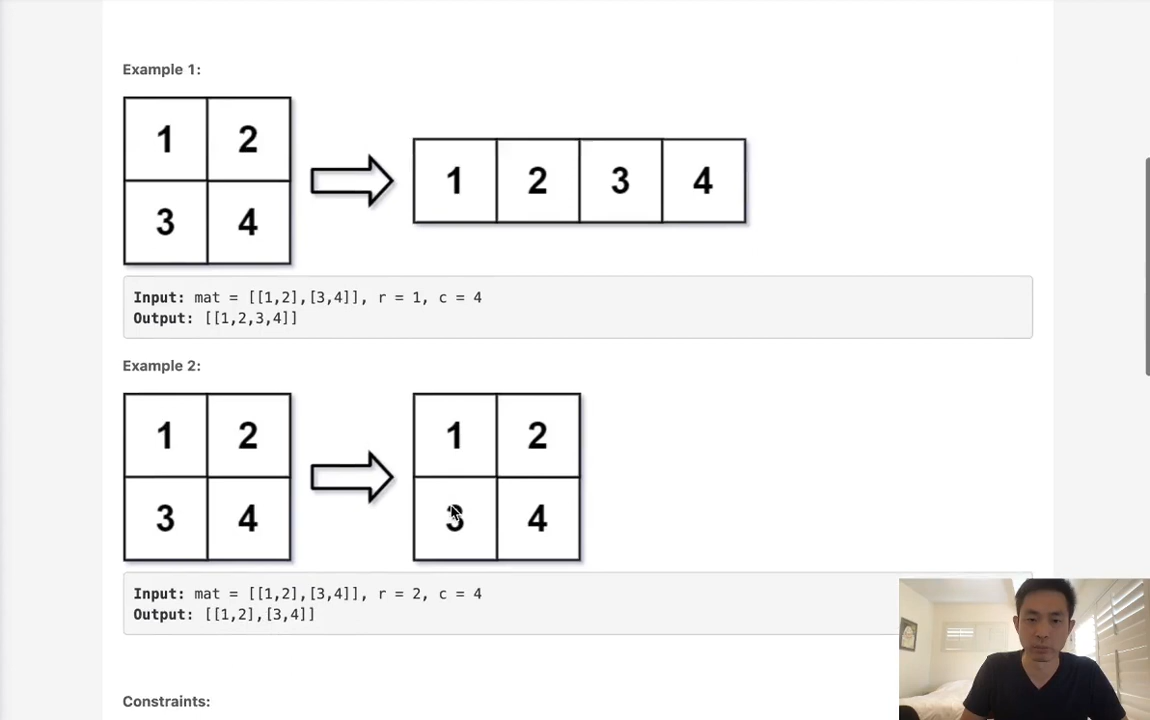 Example 1:
1 2
3 4
1 2 3 4
Input: mat = [[1,2],[3,4]], r = 1, c = 4
Output: [[1,2,3,4]]
Example 2:
1 2
3 4
1 2
3 4
Input: mat = [[1,2],[3,4]], r = 2, c = 4
Output: [[1,2],[3,4]]
Constraints: